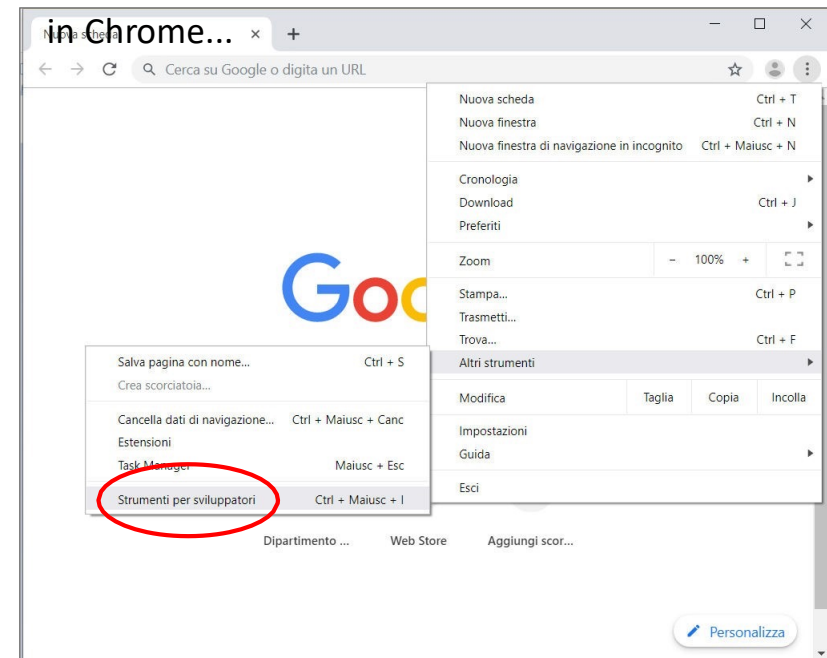 in Chrome...
Nuova scheda
Cerca su Google o digita un URL
Nuova scheda Ctrl + T
Nuova finestra Ctrl + N
Nuova finestra di navigazione in incognito Ctrl + Maiusc + N
Cronologia
Download Ctrl + J
Preferiti
Zoom - 100% +
Stampa... Ctrl + P
Trasmetti...
Trova... Ctrl + F
Altri strumenti
Modifica Taglia Copia Incolla
Impostazioni
Guida
Esci
Goo
Salva pagina con nome... Ctrl + S
Crea scorciatoia...
Cancella dati di navigazione... Ctrl + Maiusc + Canc
Estensioni
Task Manager Maiusc + Esc
Strumenti per sviluppatori Ctrl + Maiusc + I
Dipartimento ... Web Store Aggiungi scor...
Personalizza